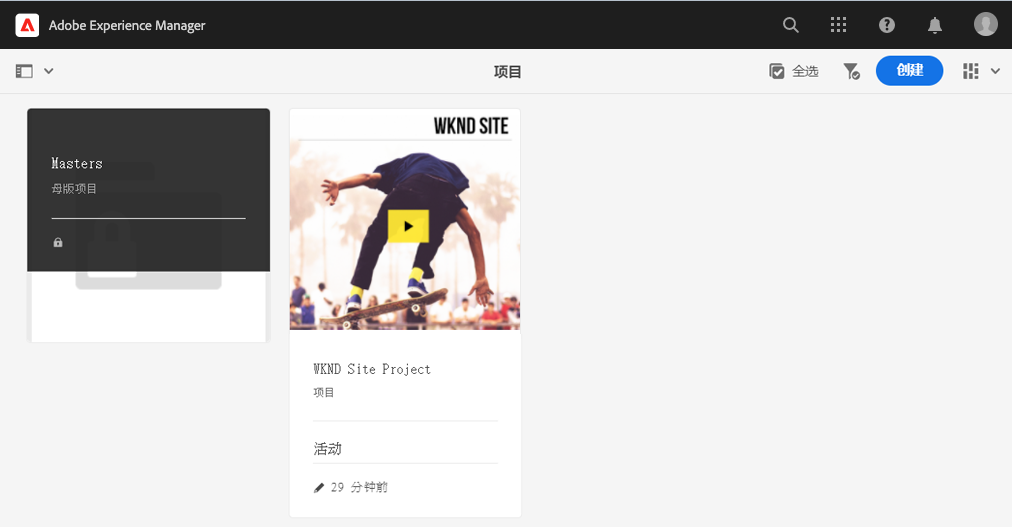 Adobe Experience Manager
项目
全选
创建
Masters
母版项目
WKND SITE
WKND Site Project
项目
活动
29 分钟前